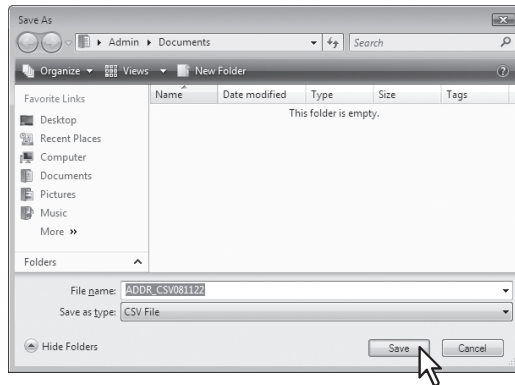 Save As
Admin Documents Search
Organize Views New Folder
Favorite Links
Name Date modified Type Size Tags
This folder is empty.
Desktop
Recent Places
Computer
Documents
Pictures
Music
More »
Folders
File name: ADDR_CSV081122
Save as type: CSV File
Hide Folders Save Cancel